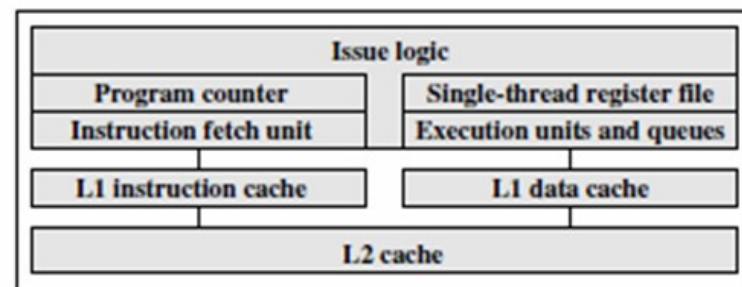 Issue logic
Program counter
Single-thread register file
Instruction fetch unit
Execution units and queues
L1 instruction cache
L1 data cache
L2 cache